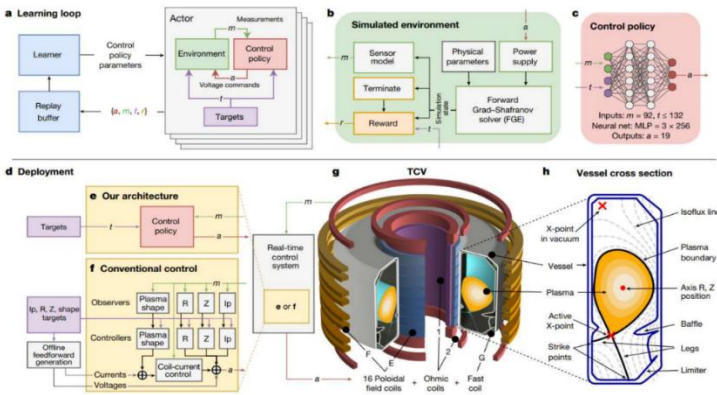 a Learning loop
Learner
Replay
buffer
Control
policy
parameters
{a, m, t, r}
Actor
Measurements
m
Environment
Control
policy
a
Voltage commands
t
Targets
b Simulated environment
a
Sensor
model
Physical
parameters
Power
supply
m
Terminate
Reward
r
t
Simulation
state
Forward
Grad–Shafranov
solver (FGE)
c Control policy
m
t
a
Inputs: m = 92, t ≤ 132
Neural net: MLP = 3 × 256
Outputs: a = 19
d Deployment
e Our architecture
Targets
t
Control
policy
m
a
f Conventional control
m
Observers
Plasma
shape
R
Z
Ip
Ip, R, Z, shape
targets
Controllers
Plasma
shape
R
Z
Ip
Offline
feedforward
generation
Currents
Voltages
Coil-current
control
a
m
Real-time
control
system
e or f
a
g TCV
F
E
1
2
G
16 Poloidal
field coils
+
Ohmic
coils
+
Fast
coil
h Vessel cross section
X-point
in vacuum
Vessel
Plasma
Active
X-point
Strike
points
Isoflux line
Plasma
boundary
Axis R, Z
position
Baffle
Legs
Limiter